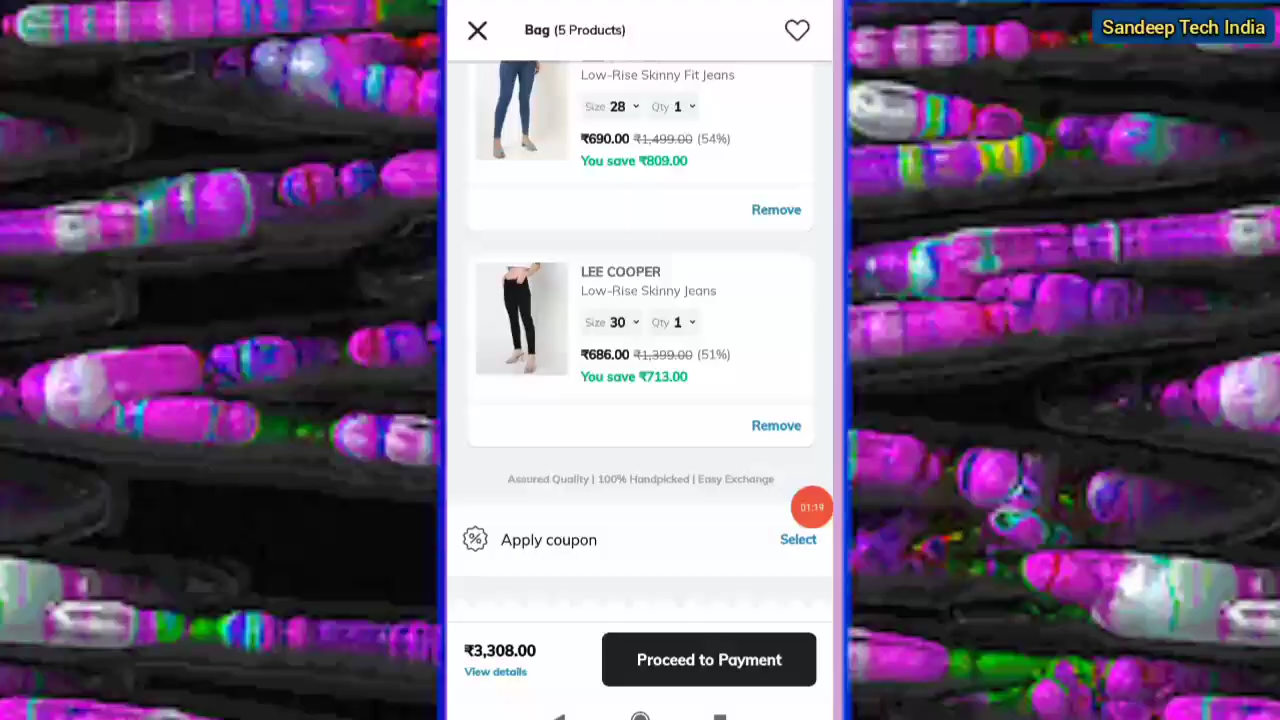 Sandeep Tech India
Bag (5 Products)
Low-Rise Skinny Fit Jeans
Size 28 Qty 1
₹690.00 ₹1,499.00 (54%)
You save ₹809.00
Remove
LEE COOPER
Low-Rise Skinny Jeans
Size 30 Qty 1
₹686.00 ₹1,399.00 (51%)
You save ₹713.00
Remove
Assured Quality | 100% Handpicked | Easy Exchange
01:19
Apply coupon Select
₹3,308.00
View details
Proceed to Payment